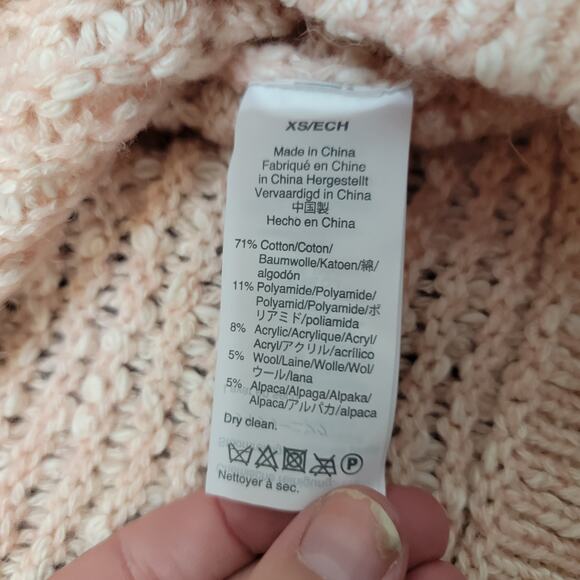 XS/ECH
Made in China
Fabriqué en Chine
in China Hergestellt
Vervaardigd in China
中国製
Hecho en China
71% Cotton/Coton/
Baumwolle/Katoen/綿/
algodón
11% Polyamide/Polyamide/
Polyamid/Polyamide/ポ
リアミド/poliamida
8% Acrylic/Acrylique/Acryl/
Acryl/アクリル/acrílico
5% Wool/Laine/Wolle/Wol/
ウール/lana
5% Alpaca/Alpaga/Alpaka/
Alpaca/アルパカ/alpaca
Dry clean.
P
Nettoyer à sec.